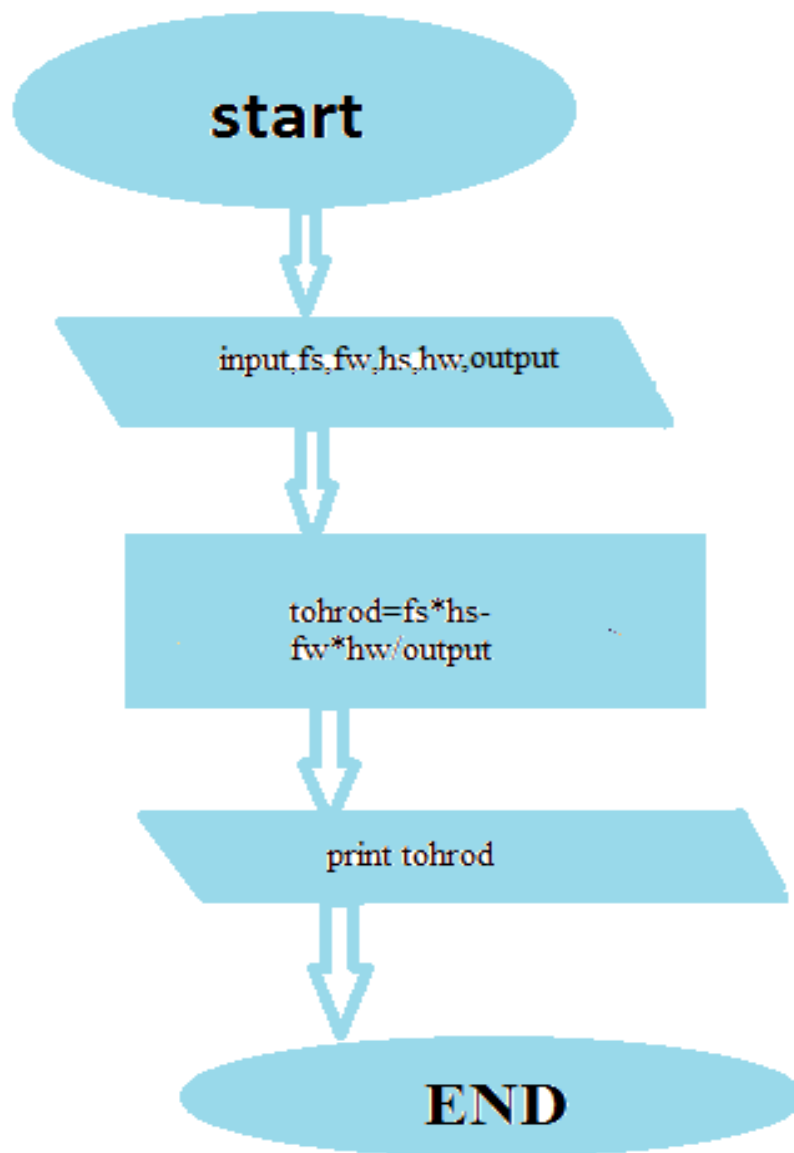 start
input,fs,fw,hs,hw,output
tohrod=fs*hs-
fw*hw/output
print tohrod
END